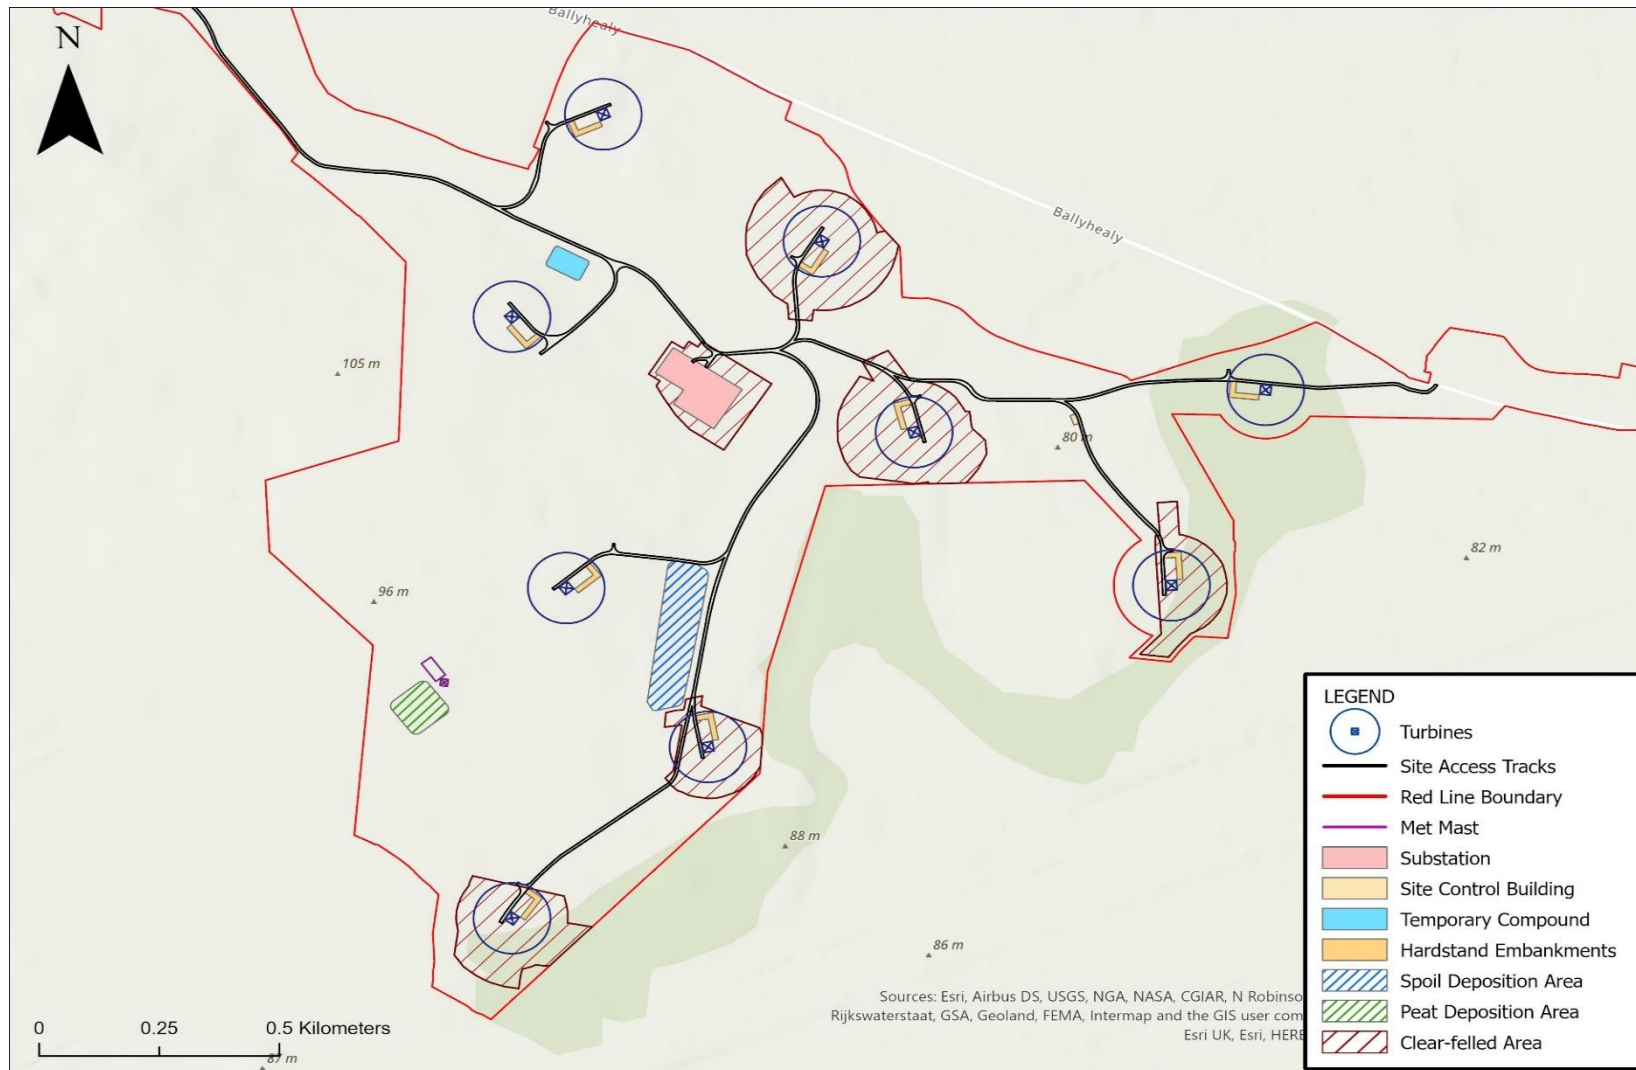 Ballyhealy
N
Ballyhealy
105 m
80 m
82 m
96 m
88 m
86 m
87 m
0 0.25 0.5 Kilometers
Sources: Esri, Airbus DS, USGS, NGA, NASA, CGIAR, N
Rijkswaterstaat, GSA, Geoland, FEMA, Intermap and the GIS user
Esri UK, Esri,
LEGEND
Turbines
Site Access Tracks
Red Line Boundary
Met Mast
Substation
Site Control Building
Temporary Compound
Hardstand Embankments
Spoil Deposition Area
Peat Deposition Area
Clear-felled Area